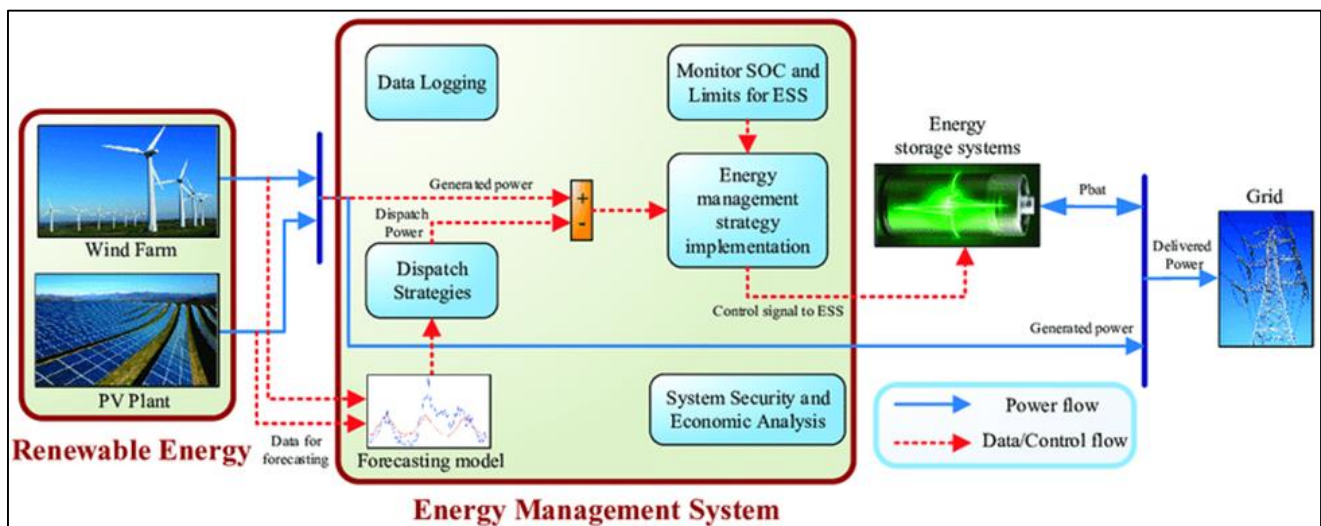 Data Logging
Monitor SOC and
Limits for ESS
Energy
storage systems
Wind Farm
PV Plant
Renewable Energy
Generated power
Dispatch
Power
+
-
Energy
management
strategy
implementation
Dispatch
Strategies
Control signal to ESS
Pbat
Grid
Delivered
Power
Generated power
System Security and
Economic Analysis
Data for
forecasting
Forecasting model
Energy Management System
Power flow
Data/Control flow